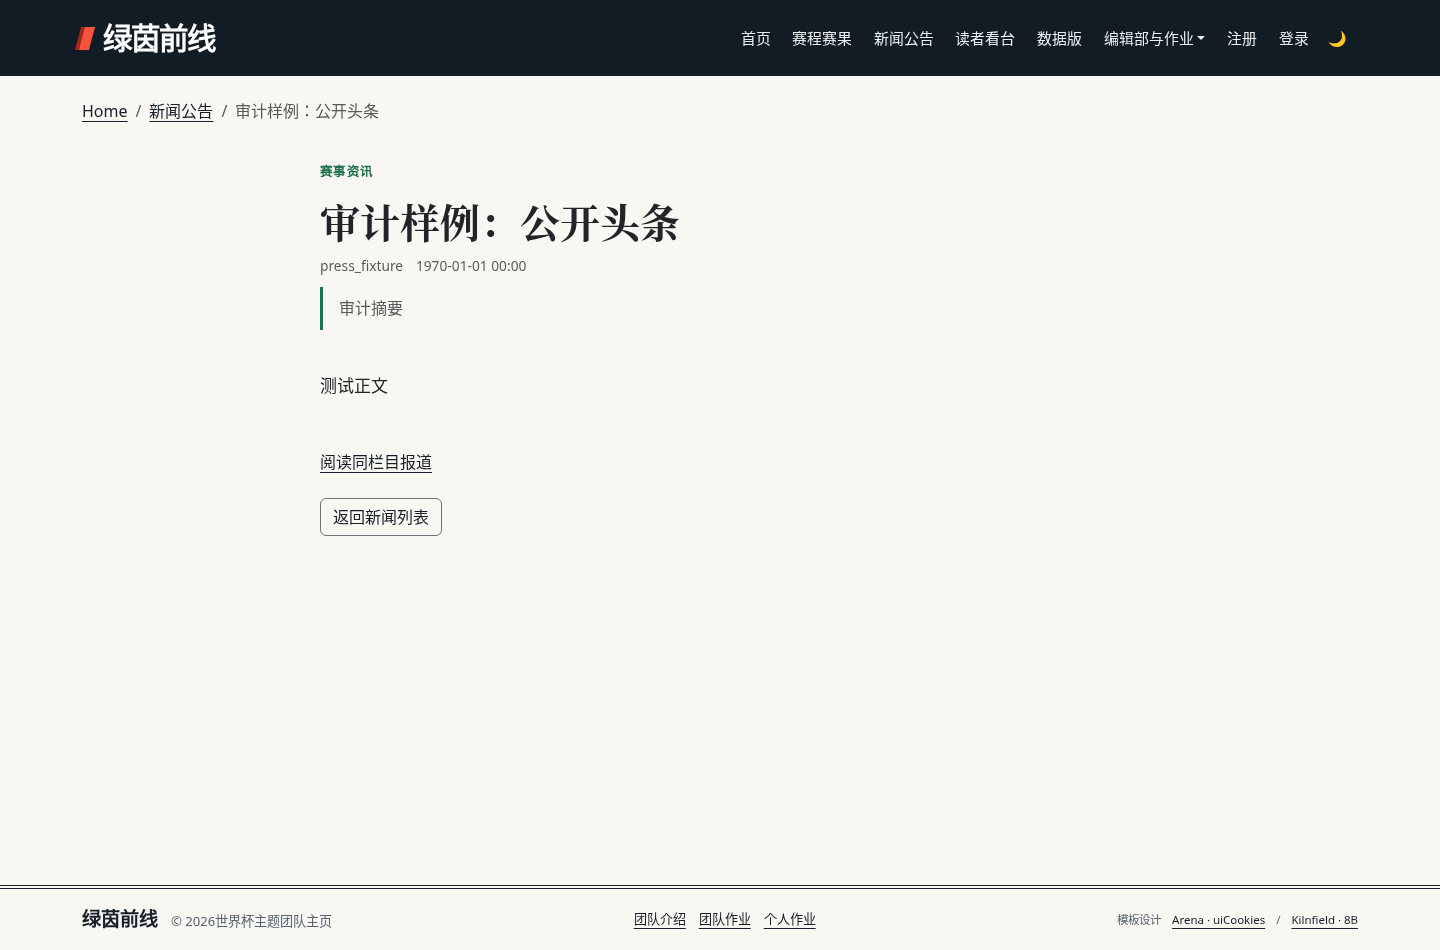 绿茵前线
首页 赛程赛果 新闻公告 读者看台 数据版 编辑部与作业 注册 登录
Home / 新闻公告 / 审计样例：公开头条
赛事资讯
审计样例：公开头条
press_fixture 1970-01-01 00:00
审计摘要
测试正文
阅读同栏目报道
返回新闻列表
绿茵前线 © 2026世界杯主题团队主页 团队介绍 团队作业 个人作业 模板设计 Arena · uiCookies / Kilnfield · 8B